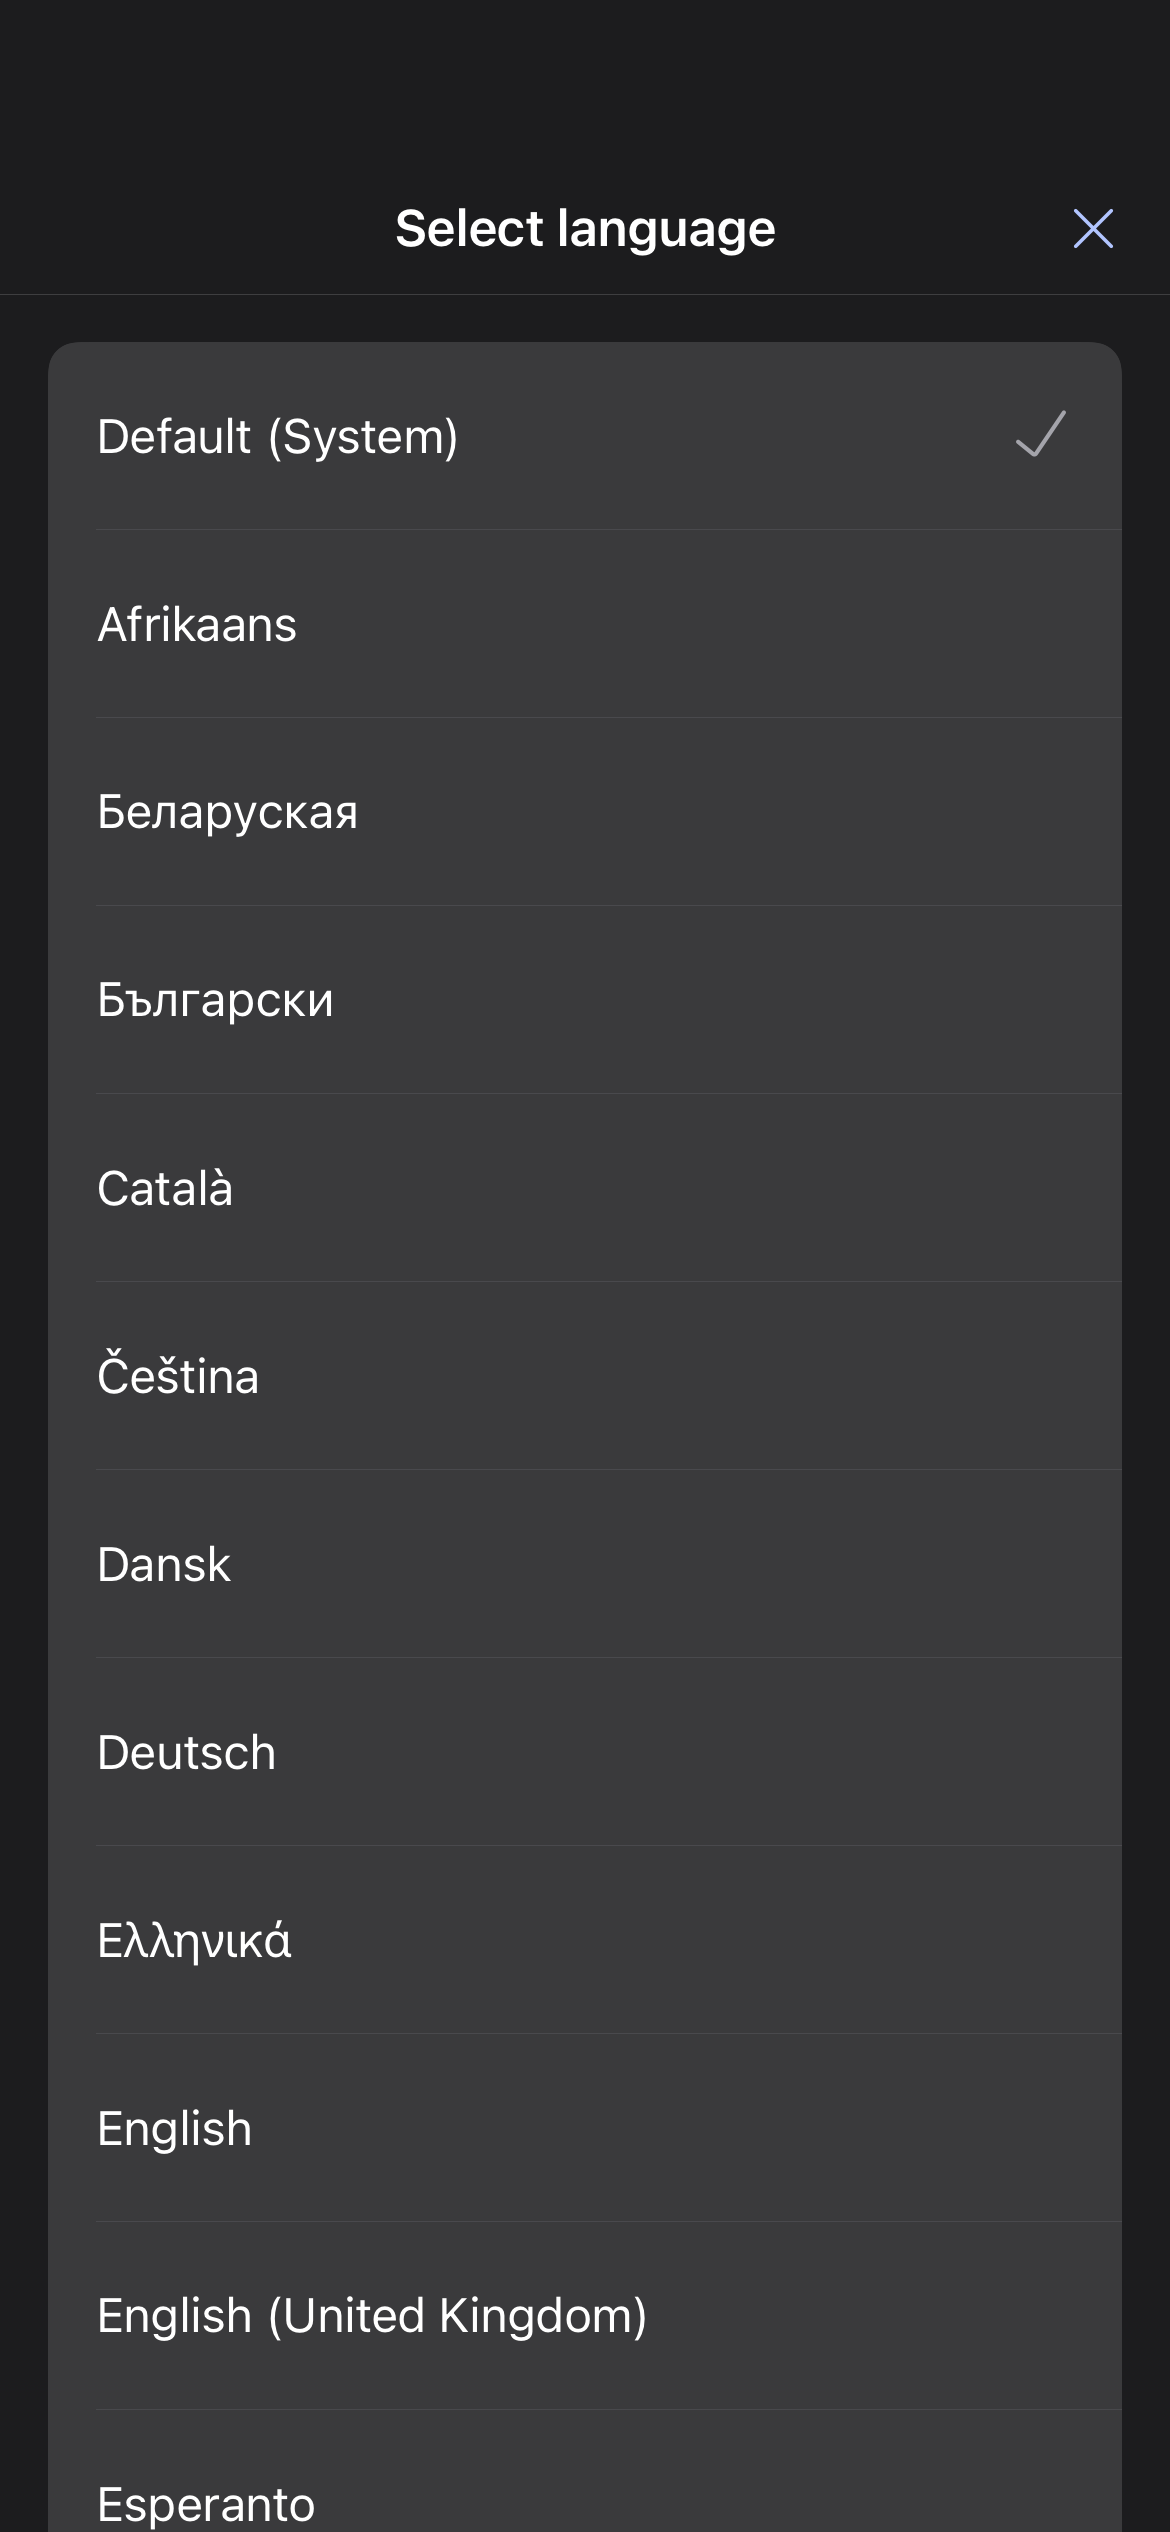 Select language
Default (System)
Afrikaans
Беларуская
Български
Català
Čeština
Dansk
Deutsch
Ελληνικά
English
English (United Kingdom)
Esperanto